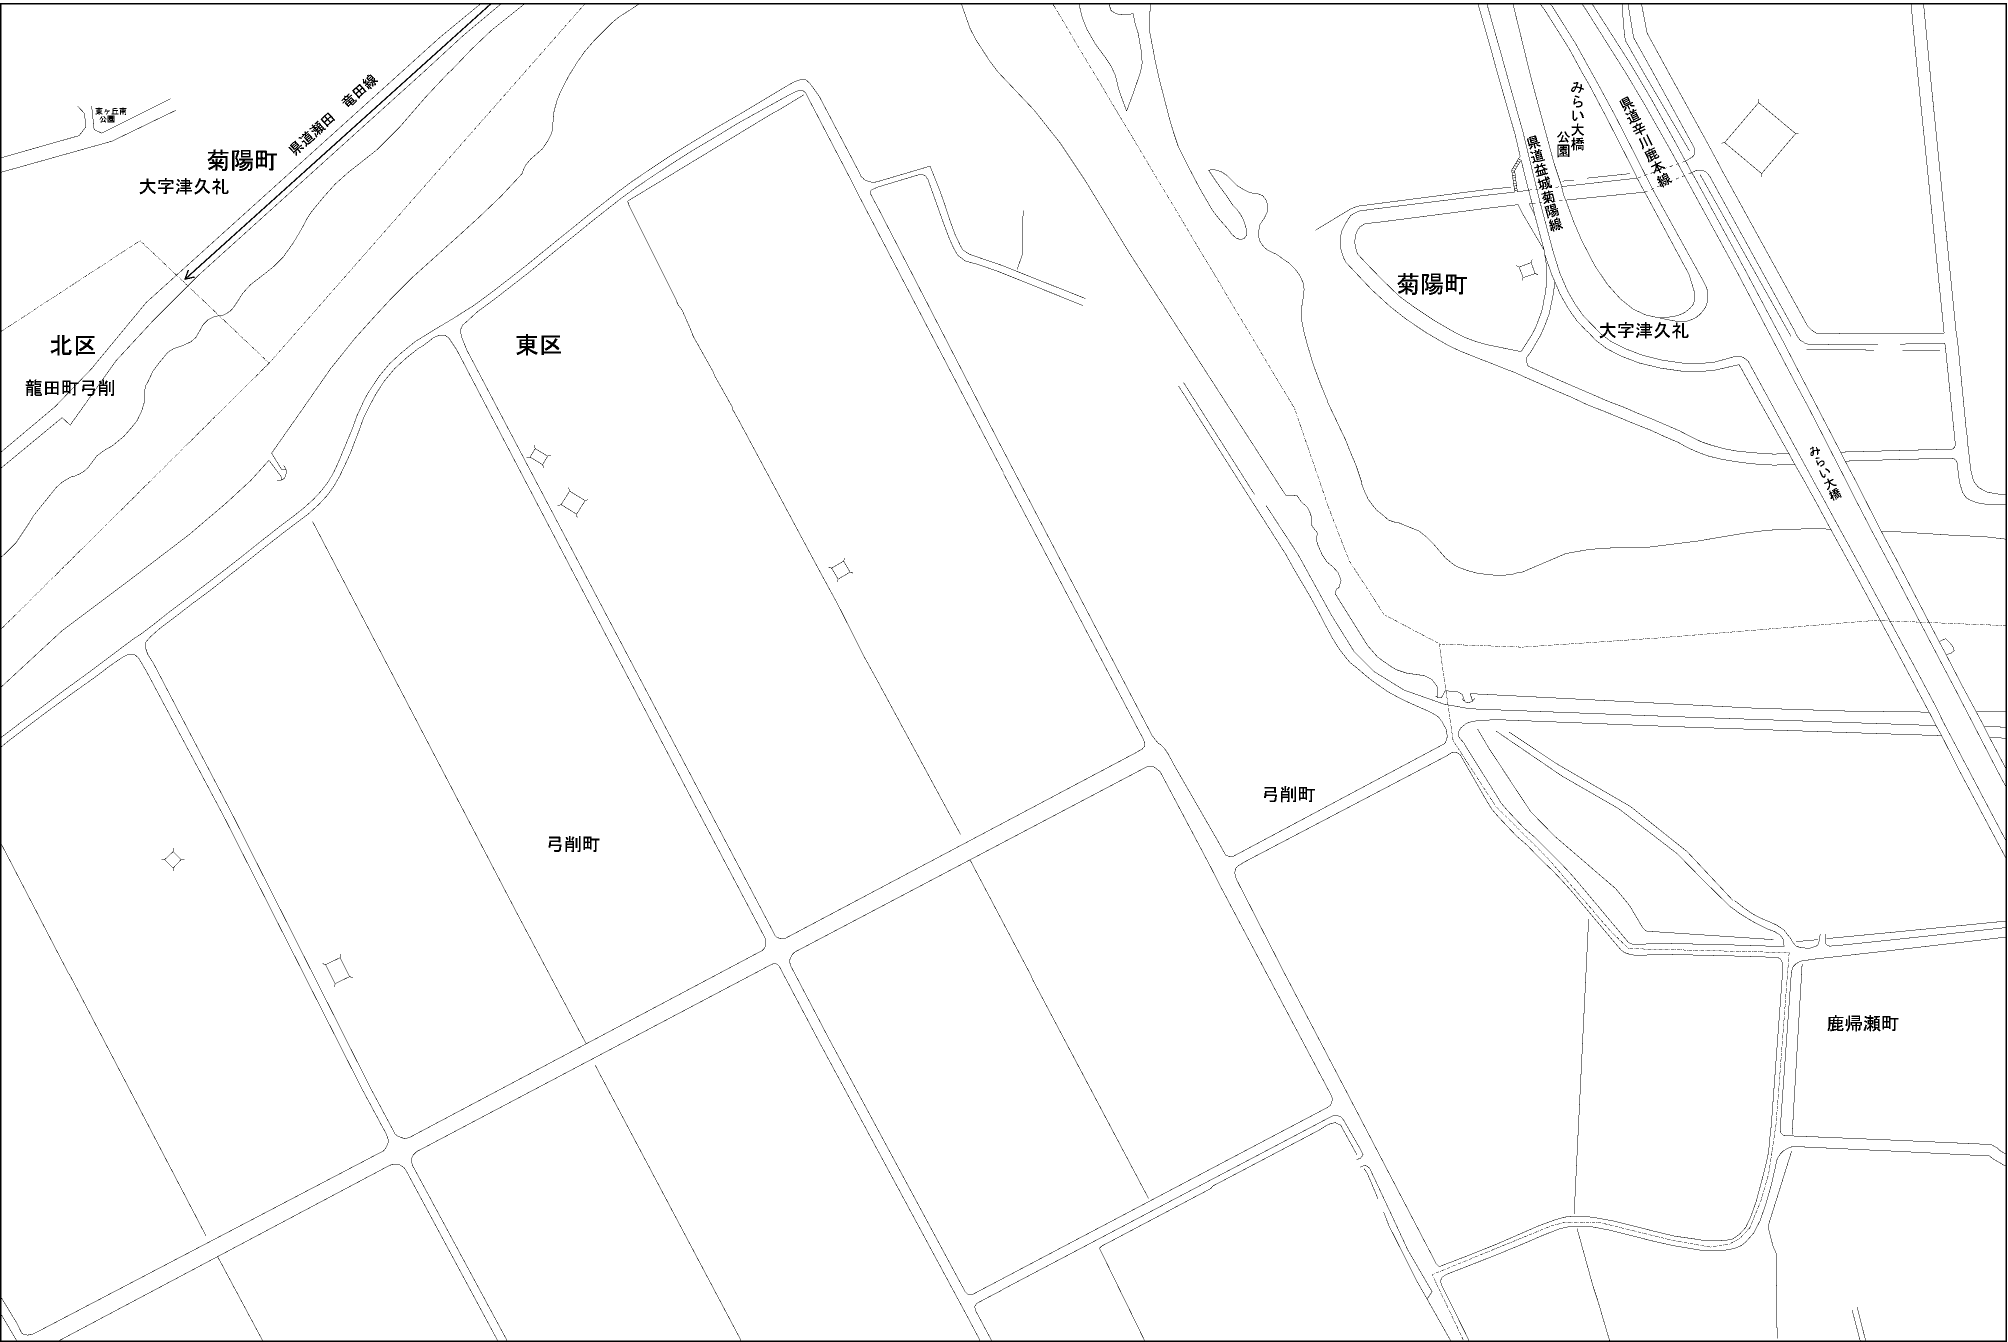 東ヶ丘南
公園
菊陽町
大字津久礼
県道瀬田 竜田線
北区
龍田町弓削
東区
みらい大橋
公園
県道辛川鹿本線
県道益城菊陽線
菊陽町
大字津久礼
みらい大橋
弓削町
弓削町
鹿帰瀬町